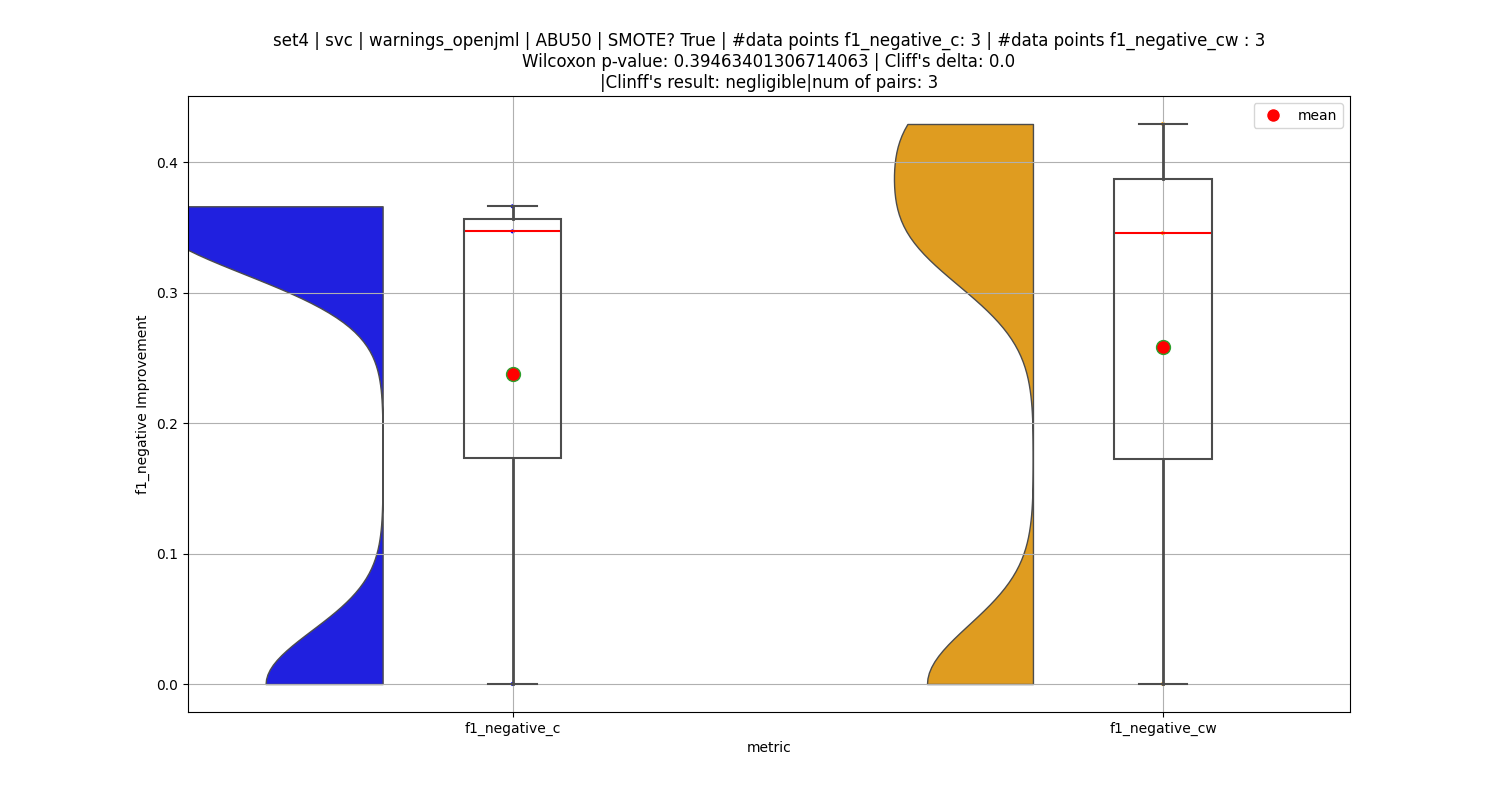 set4 | svc | warnings_openjml | ABU50 | SMOTE? True | #data points f1_negative_c: 3 | #data points f1_negative_cw : 3
Wilcoxon p-value: 0.39463401306714063 | Cliff's delta: 0.0
|Clinff's result: negligible|num of pairs: 3
mean
0.4
0.3
0.2
0.1
0.0
f1_negative Improvement
f1_negative_c
f1_negative_cw
metric